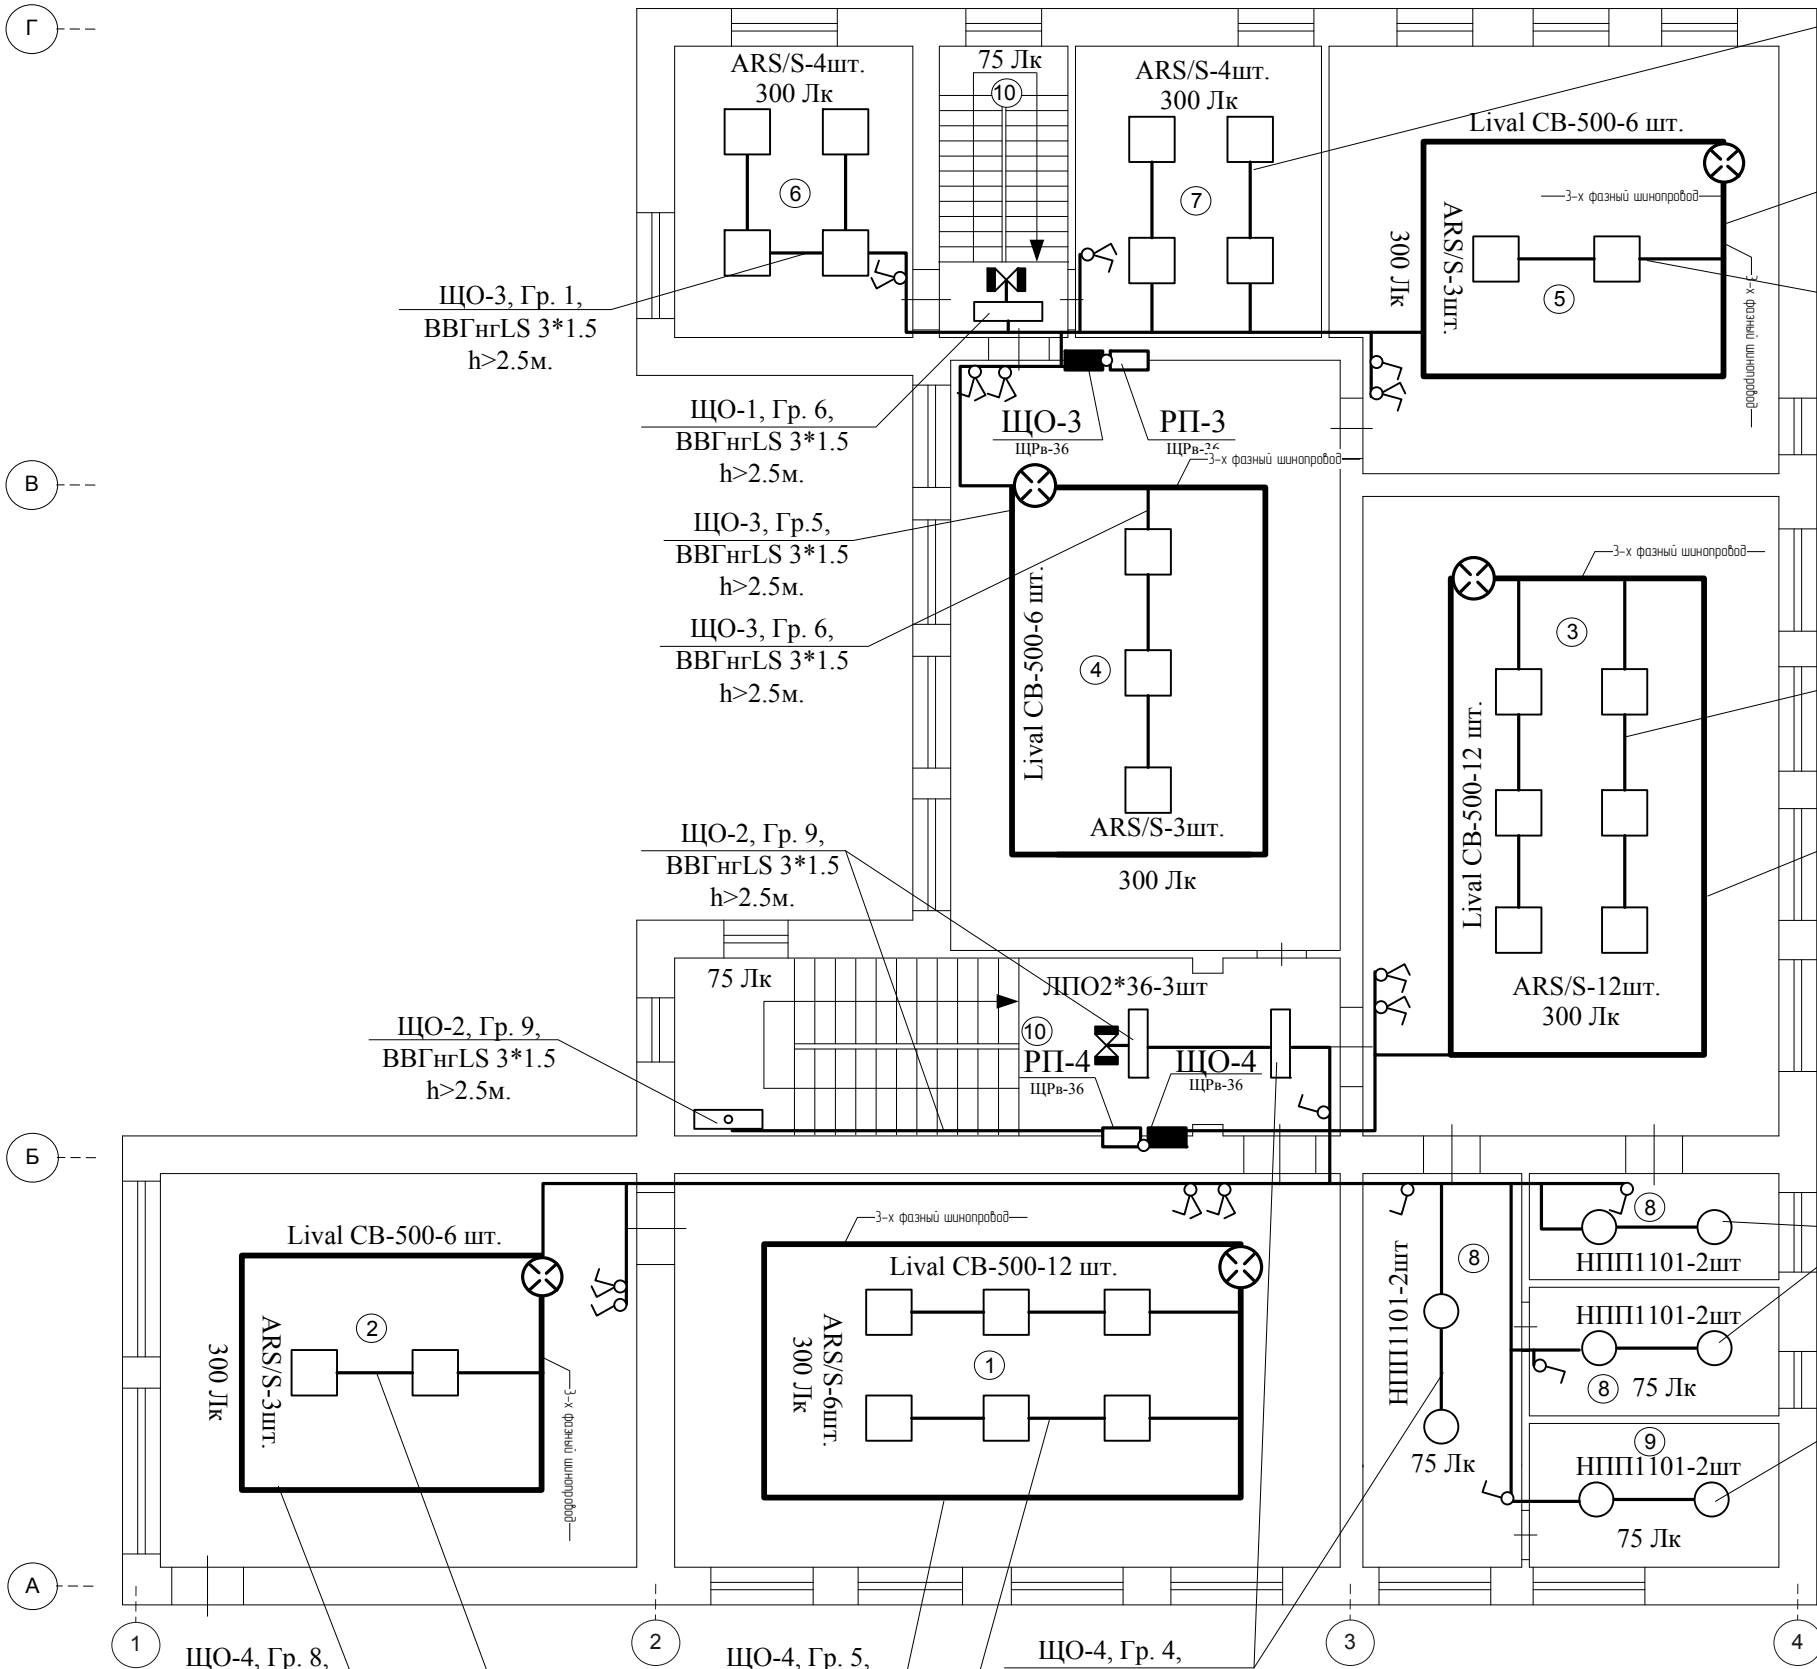 Г
ARS/S-4шт.
300 Лк
6
75 Лк
10
ARS/S-4шт.
300 Лк
7
Lival СВ-500-6 шт.
3-х фазный шинопровод
ARS/S-3шт.
300 Лк
5
3-х фазный шинопровод
ЩО-3, Гр. 1,
ВВГнгLS 3*1.5
h>2.5м.
ЩО-1, Гр. 6,
ВВГнгLS 3*1.5
h>2.5м.
ЩО-3
ЩРв-36
РП-3
ЩРв-36
3-х фазный шинопровод
В
ЩО-3, Гр.5,
ВВГнгLS 3*1.5
h>2.5м.
ЩО-3, Гр. 6,
ВВГнгLS 3*1.5
h>2.5м.
Lival СВ-500-6 шт.
4
ARS/S-3шт.
300 Лк
3-х фазный шинопровод
3
Lival СВ-500-12 шт.
ARS/S-12шт.
300 Лк
ЩО-2, Гр. 9,
ВВГнгLS 3*1.5
h>2.5м.
75 Лк
ЛПО2*36-3шт
10
РП-4
ЩРв-36
ЩО-4
ЩРв-36
ЩО-2, Гр. 9,
ВВГнгLS 3*1.5
h>2.5м.
Б
Lival СВ-500-6 шт.
2
ARS/S-3шт.
300 Лк
3-х фазный шинопровод
3-х фазный шинопровод
Lival СВ-500-12 шт.
ARS/S-6шт.
300 Лк
1
НПП1101-2шт
8
75 Лк
8
НПП1101-2шт
НПП1101-2шт
8
75 Лк
9
НПП1101-2шт
75 Лк
А
1
2
3
4
ЩО-4, Гр. 8,
ЩО-4, Гр. 5,
ЩО-4, Гр. 4,